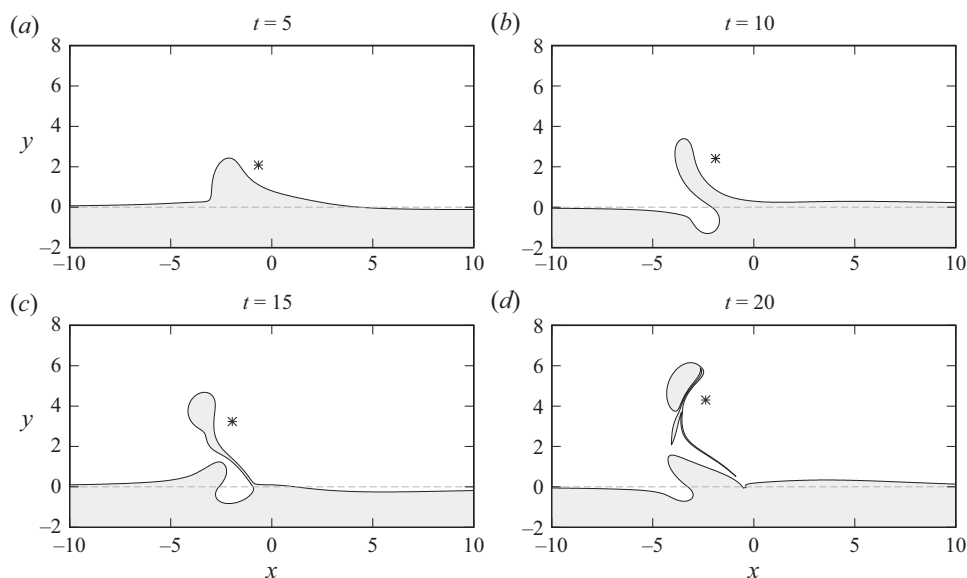 (a) t = 5
(b) t = 10
8 8
6 6
y 4 4
2 2
0 0
–2 –2
–10 –5 0 5 10 –10 –5 0 5 10
(c) t = 15
(d) t = 20
8 8
6 6
y 4 4
2 2
0 0
–2 –2
–10 –5 0 5 10 –10 –5 0 5 10
x x